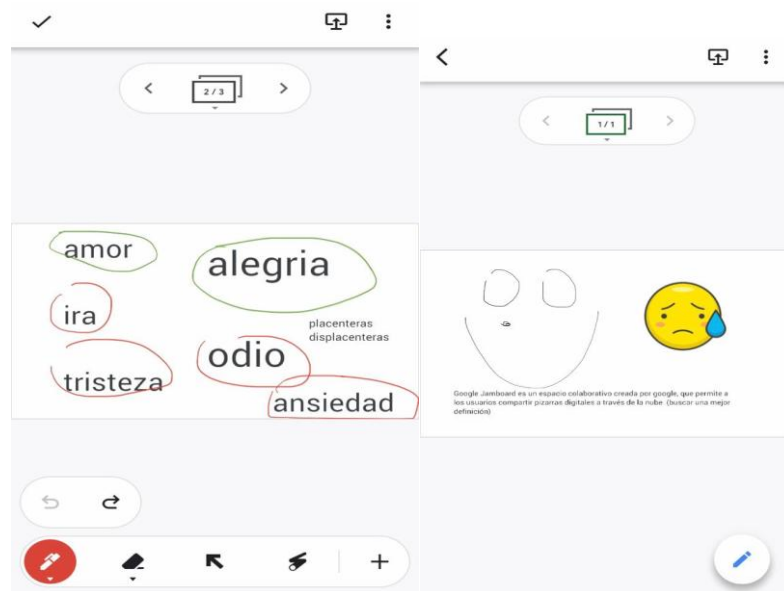 2 / 3
amor
alegria
ira
placenteras
displacenteras
odio
tristeza
ansiedad
1 / 1
Google Jamboard es un espacio colaborativo creada por google, que permite a
los usuarios compartir pizarras digitales a través de la nube (buscar una mejor
definición)